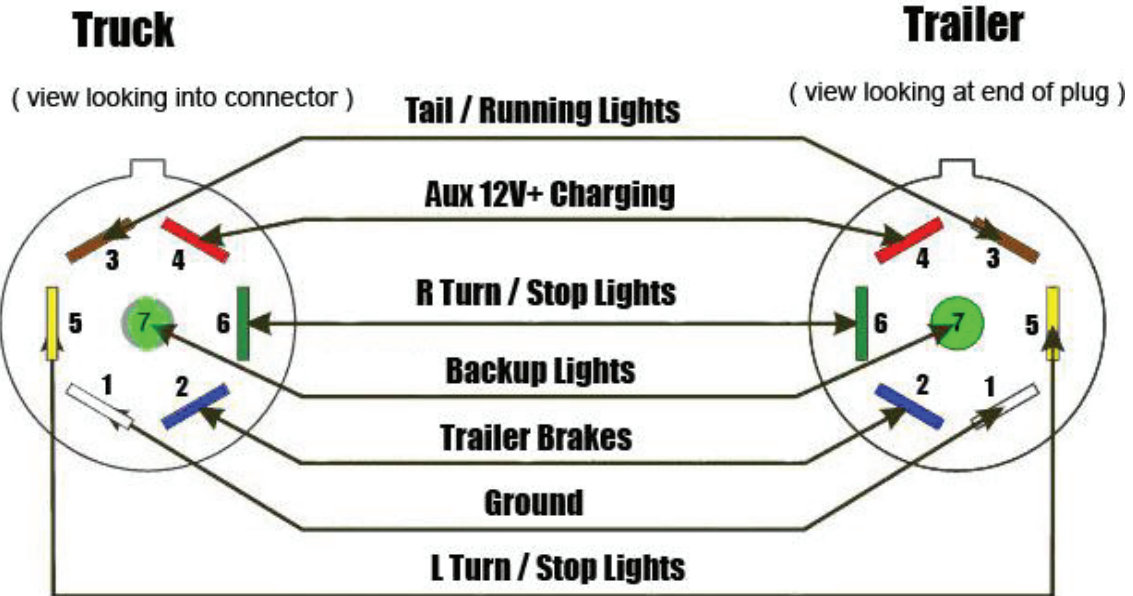 Truck
Trailer
( view looking into connector )
( view looking at end of plug )
Tail / Running Lights
Aux 12V+ Charging
R Turn / Stop Lights
Backup Lights
Trailer Brakes
Ground
L Turn / Stop Lights
3 4
5 7 6
1 2
4 3
6 7 5
2 1